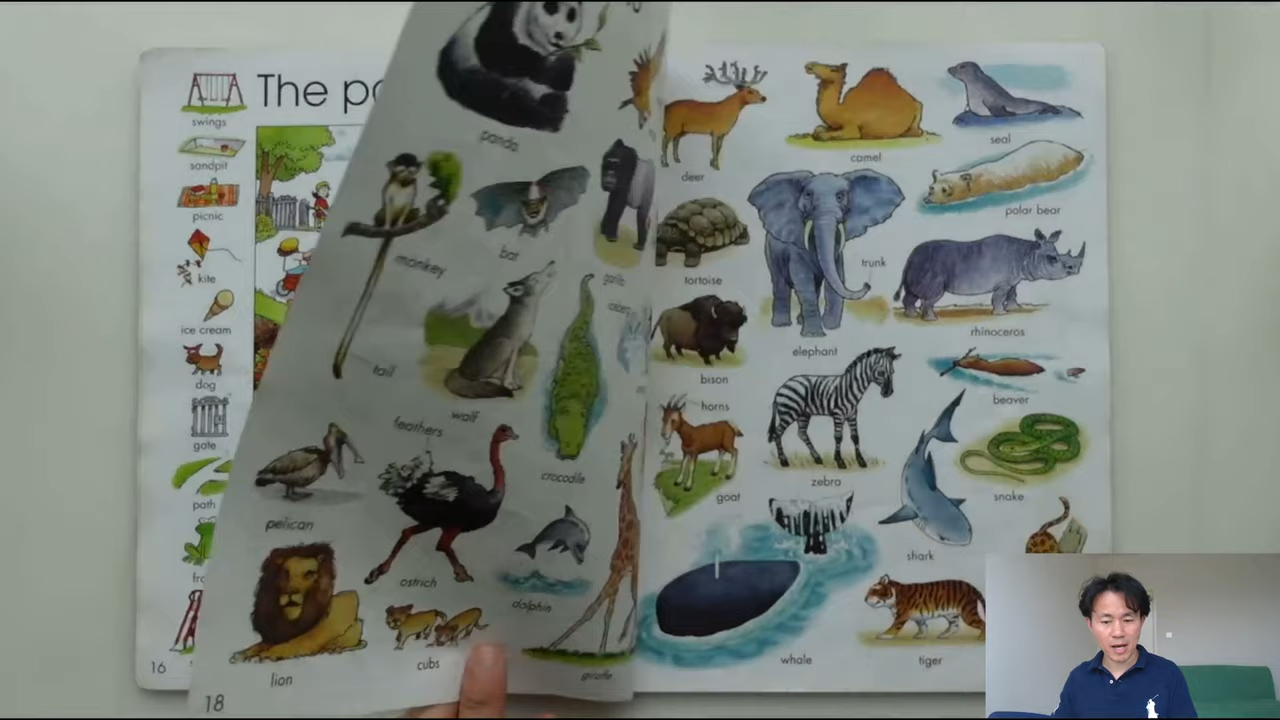 swings
sandpit
picnic
kite
ice cream
dog
gate
path
16
The
panda
monkey
bat
gorilla
tail
wolf
feathers
crocodile
pelican
ostrich
dolphin
lion
cubs
giraffe
18
deer
camel
seal
polar bear
tortoise
trunk
elephant
rhinoceros
bison
beaver
horns
goat
zebra
snake
shark
whale
tiger